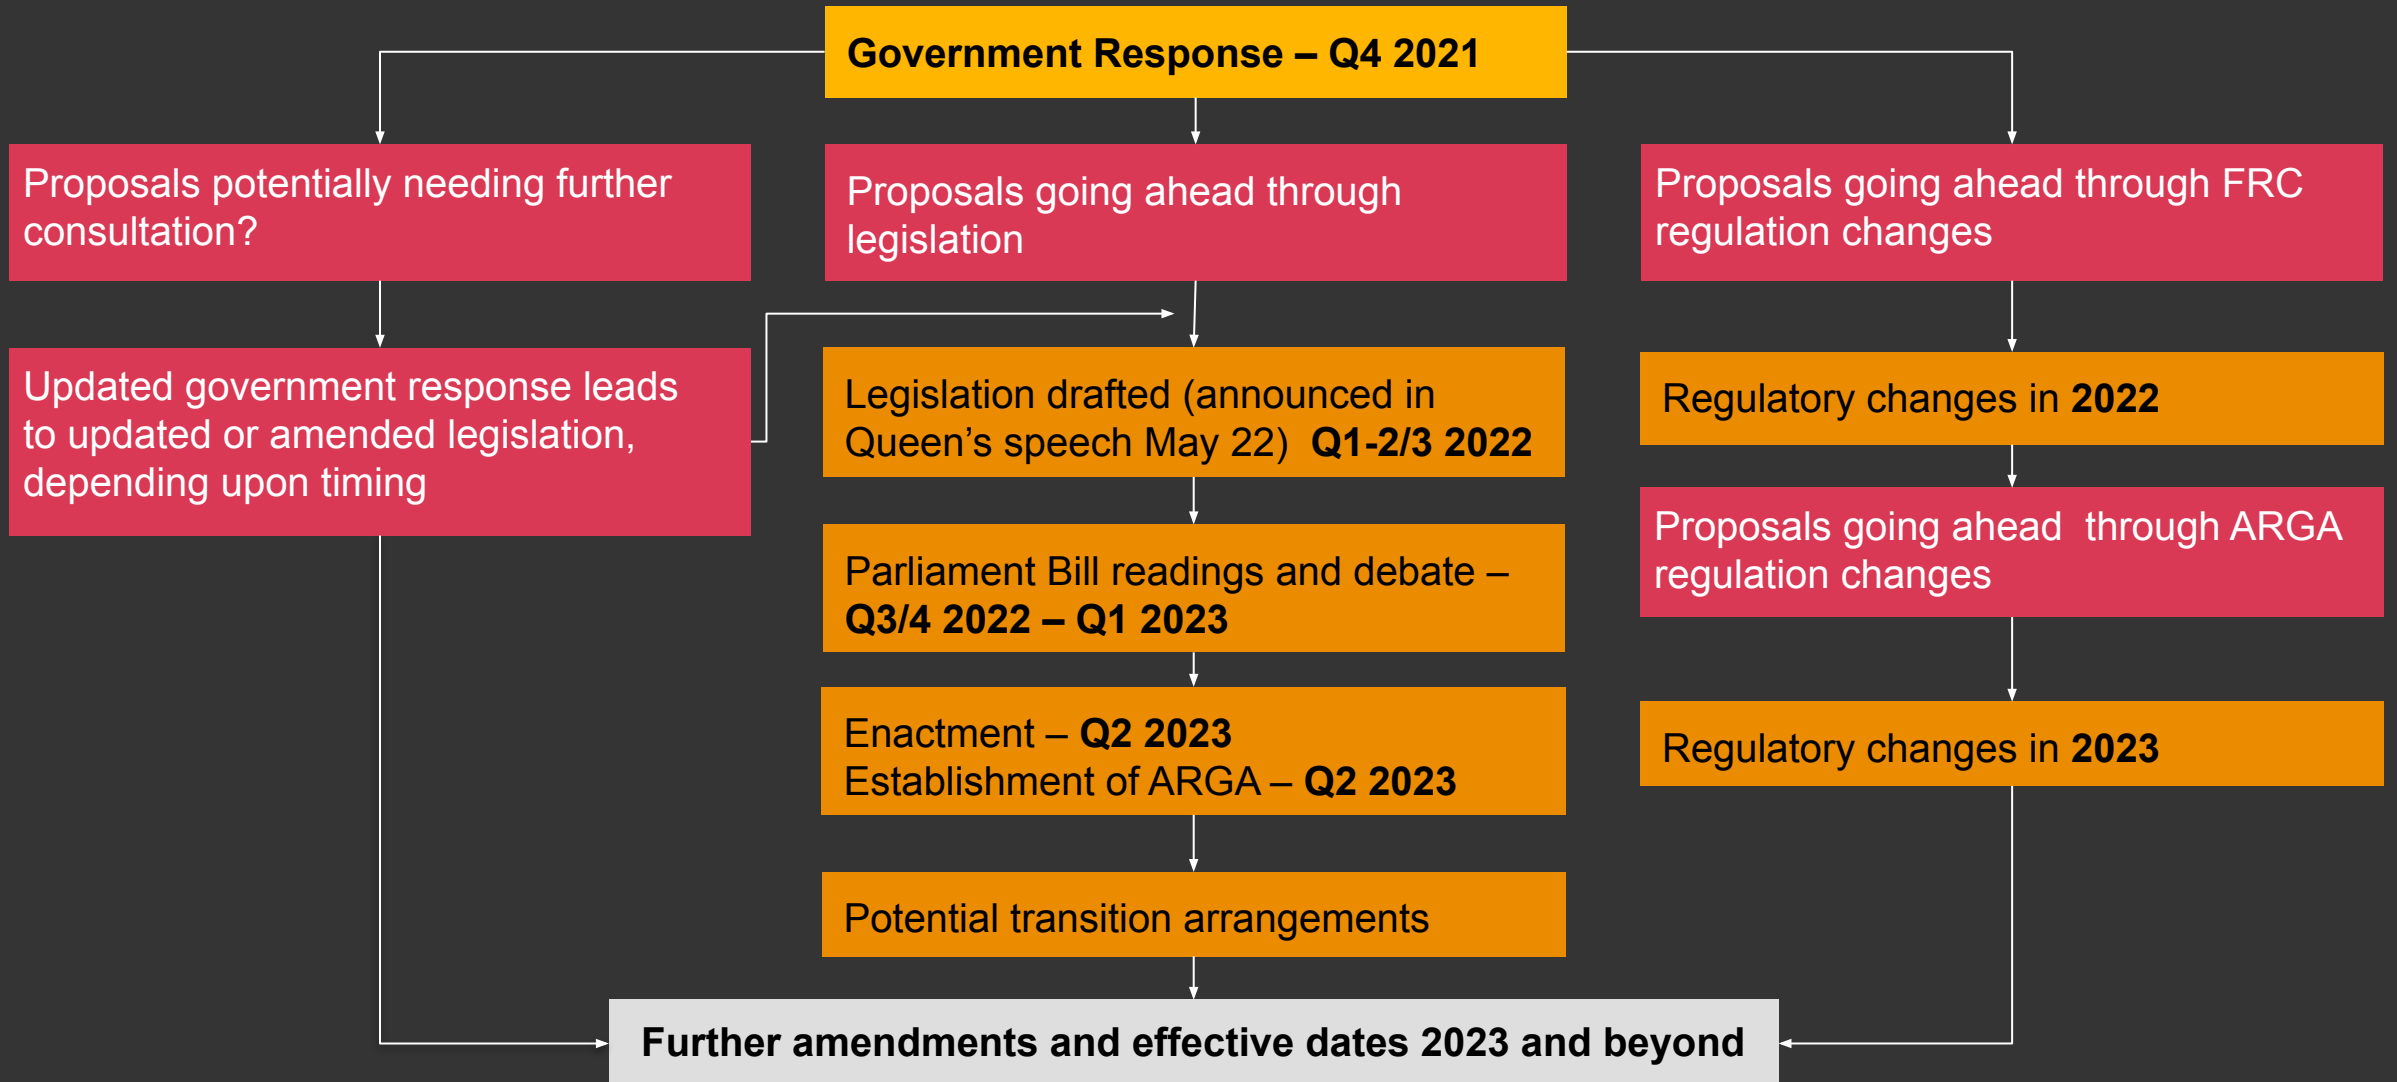 Government Response – Q4 2021
Proposals potentially needing further
consultation?
Proposals going ahead through
legislation
Proposals going ahead through FRC
regulation changes
Updated government response leads
to updated or amended legislation,
depending upon timing
Legislation drafted (announced in
Queen’s speech May 22)  Q1-2/3 2022
Regulatory changes in 2022
Proposals going ahead  through ARGA
regulation changes
Parliament Bill readings and debate –
Q3/4 2022 – Q1 2023
Enactment – Q2 2023
Establishment of ARGA – Q2 2023
Regulatory changes in 2023
Potential transition arrangements
Further amendments and effective dates 2023 and beyond